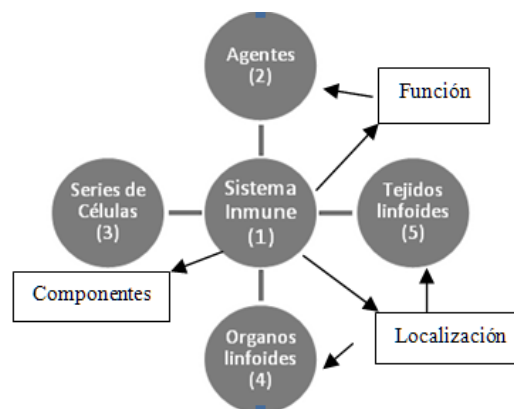 Agentes
(2)
Función
Series de
Células
(3)
Sistema
Inmune
(1)
Tejidos
linfoides
(5)
Componentes
Localización
Organos
linfoides
(4)